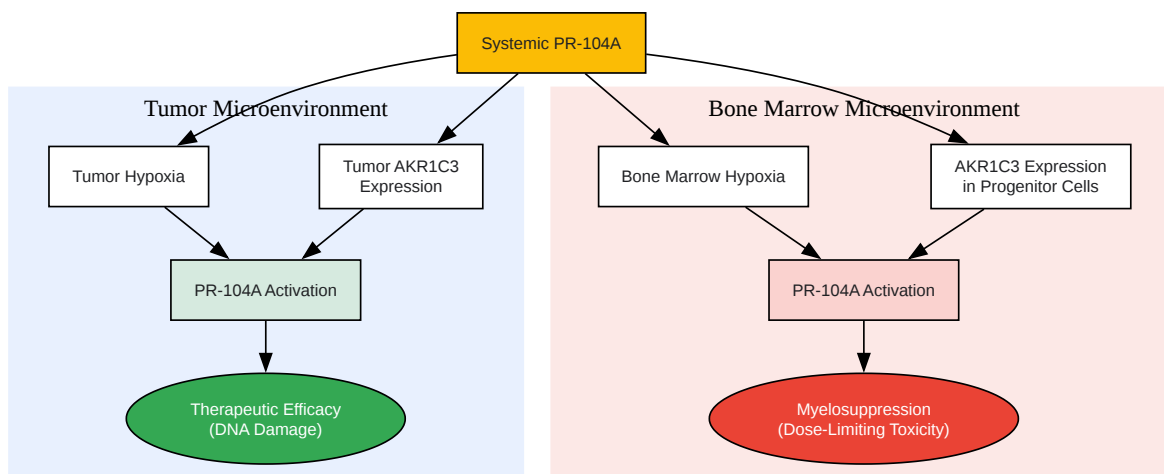 Systemic PR-104A
Tumor Microenvironment
Bone Marrow Microenvironment
Tumor Hypoxia
Tumor AKR1C3
Expression
Bone Marrow Hypoxia
AKR1C3 Expression
in Progenitor Cells
PR-104A Activation
PR-104A Activation
Therapeutic Efficacy
(DNA Damage)
Myelosuppression
(Dose-Limiting Toxicity)